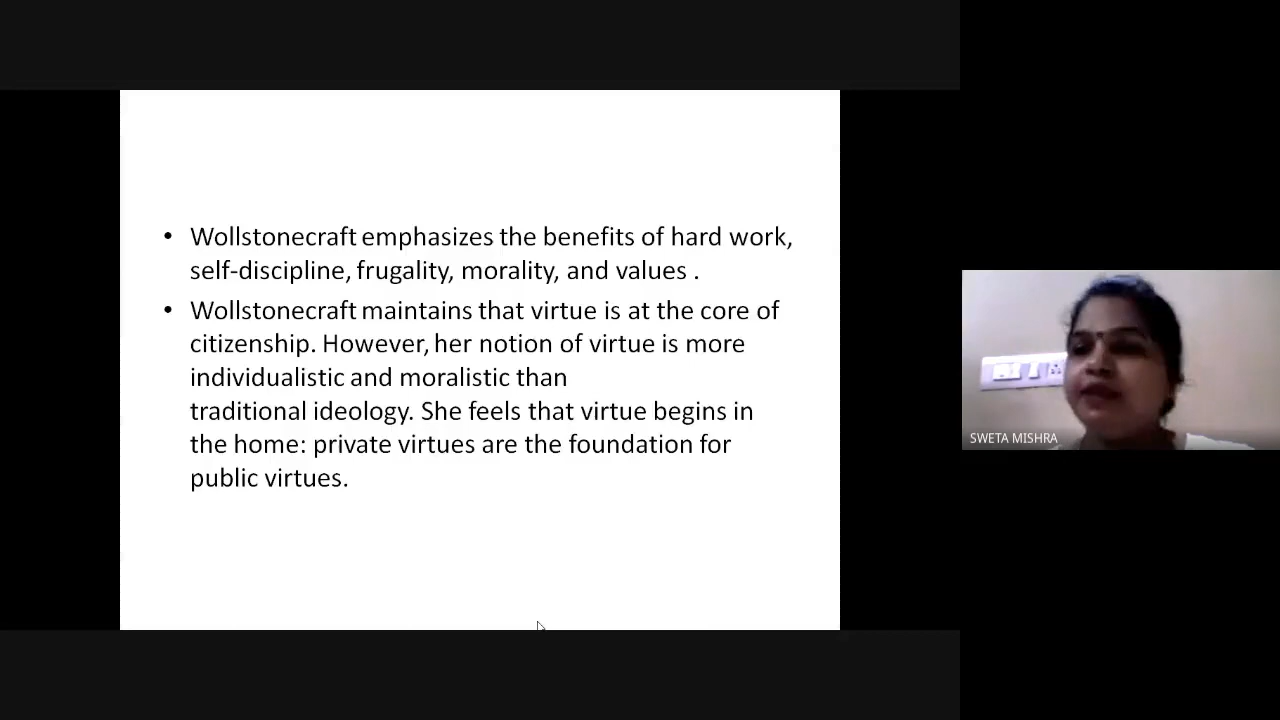 • Wollstonecraft emphasizes the benefits of hard work,
self-discipline, frugality, morality, and values .
• Wollstonecraft maintains that virtue is at the core of
citizenship. However, her notion of virtue is more
individualistic and moralistic than
traditional ideology. She feels that virtue begins in
the home: private virtues are the foundation for
public virtues.
SWETA MISHRA